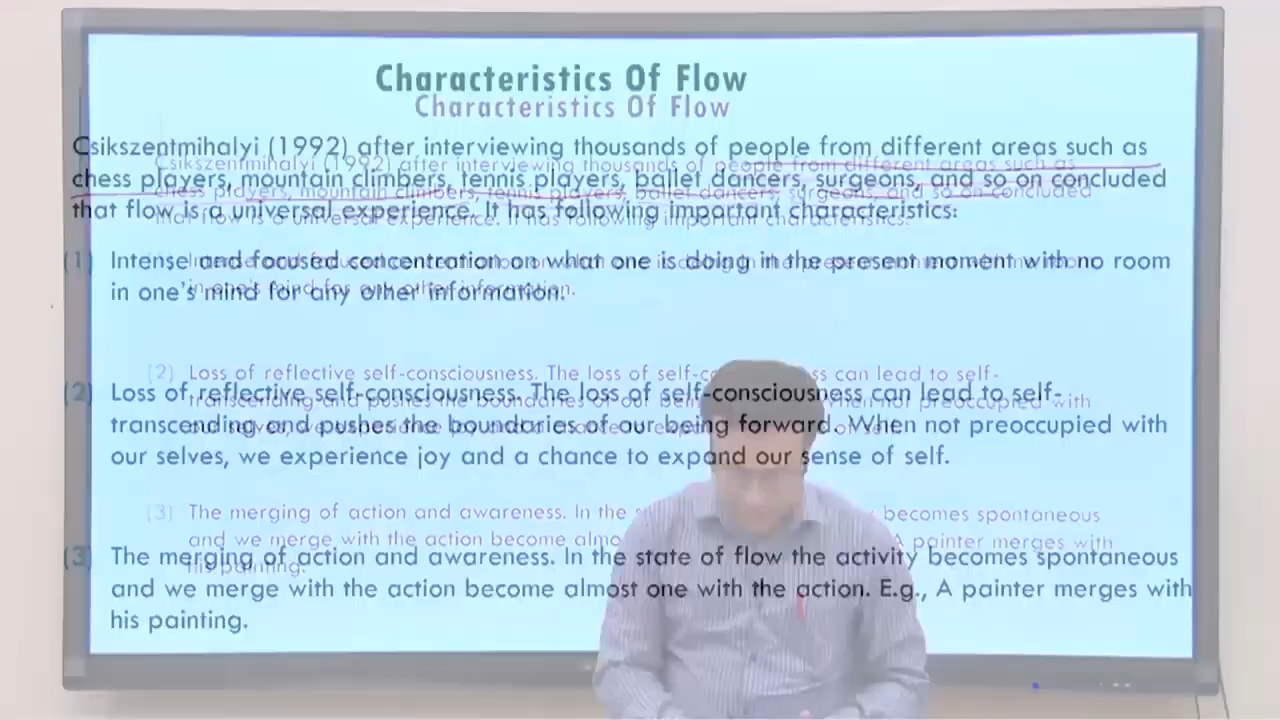 Characteristics Of Flow
Csikszentmihalyi (1992) after interviewing thousands of people from different areas such as
chess players, mountain climbers, tennis players, ballet dancers, surgeons, and so on concluded
that flow is a universal experience. It has following important characteristics:
(1) Intense and focused concentration on what one is doing in the present moment with no room
in one's mind for any other information.
(2) Loss of reflective self-consciousness. The loss of self-consciousness can lead to self-
transcending and pushes the boundaries of our being forward. When not preoccupied with
our selves, we experience joy and a chance to expand our sense of self.
(3) The merging of action and awareness. In the state of flow the activity becomes spontaneous
and we merge with the action become almost one with the action. E.g., A painter merges with
his painting.